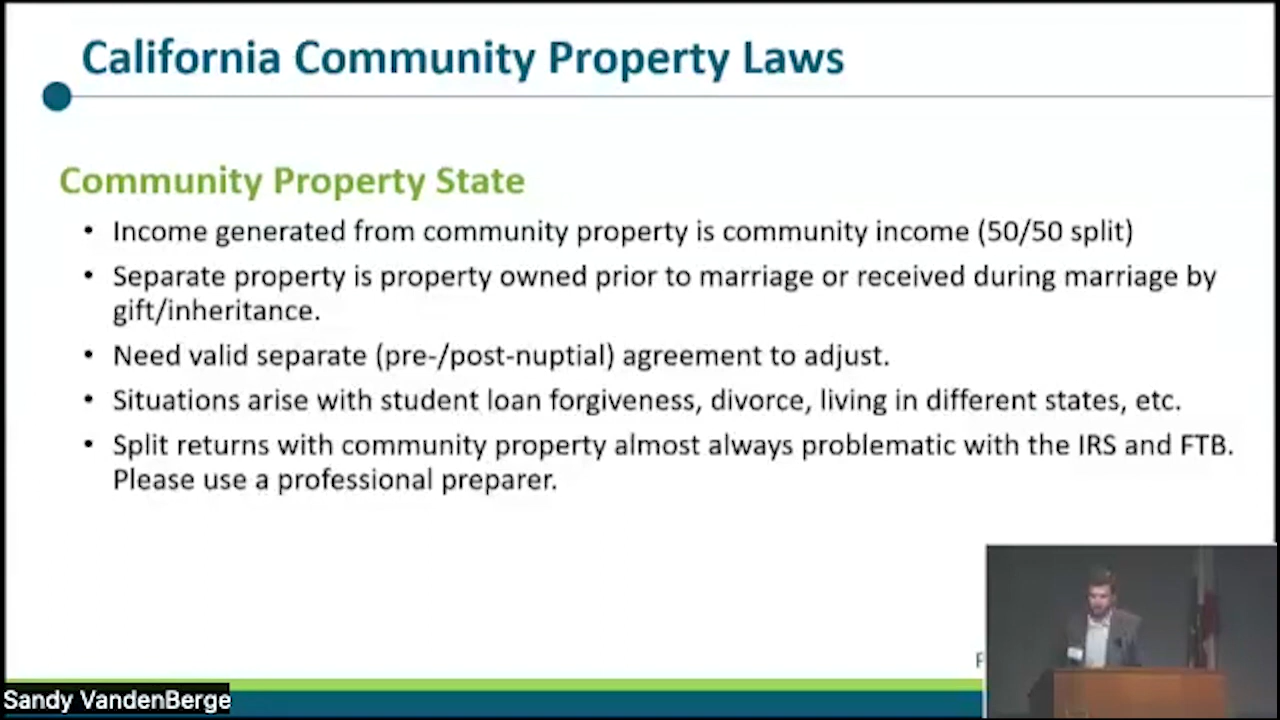 California Community Property Laws
Community Property State
• Income generated from community property is community income (50/50 split)
• Separate property is property owned prior to marriage or received during marriage by
gift/inheritance.
• Need valid separate (pre-/post-nuptial) agreement to adjust.
• Situations arise with student loan forgiveness, divorce, living in different states, etc.
• Split returns with community property almost always problematic with the IRS and FTB.
Please use a professional preparer.
Sandy VandenBerge